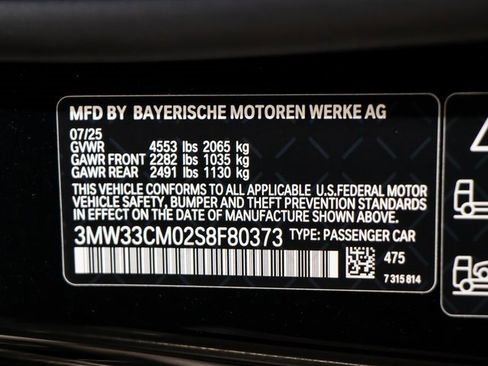 MFD BY BAYERISCHE MOTOREN WERKE AG
07/25
GVWR 4553 lbs 2065 kg
GAWR FRONT 2282 lbs 1035 kg
GAWR REAR 2491 lbs 1130 kg
THIS VEHICLE CONFORMS TO ALL APPLICABLE U.S.FEDERAL MOTOR
VEHICLE SAFETY, BUMPER AND THEFT PREVENTION STANDARDS
IN EFFECT ON THE DATE OF MANUFACTURE SHOWN ABOVE.
3MW33CM02S8F80373 TYPE: PASSENGER CAR
475
7 315 814